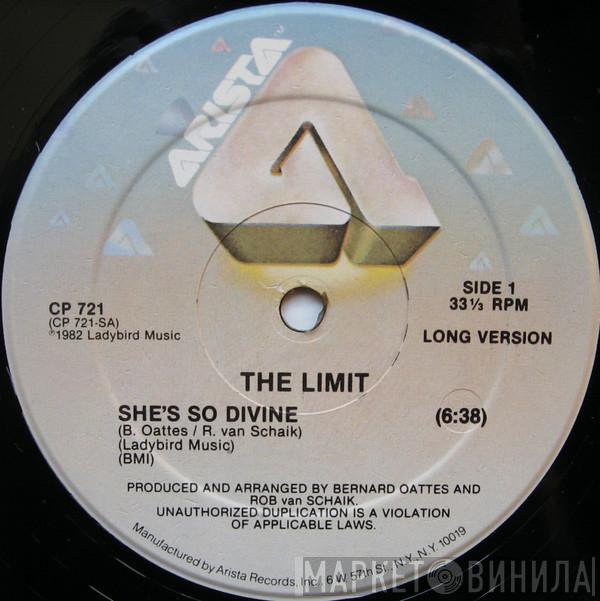 ARISTA
CP 721
(CP 721-SA)
℗1982 Ladybird Music
SIDE 1
33⅓ RPM
LONG VERSION
THE LIMIT
SHE'S SO DIVINE (6:38)
(B. Oattes / R. van Schaik)
(Ladybird Music)
(BMI)
PRODUCED AND ARRANGED BY BERNARD OATTES AND
ROB van SCHAIK.
UNAUTHORIZED DUPLICATION IS A VIOLATION
OF APPLICABLE LAWS.
Manufactured by Arista Records, Inc., 6 W. 57th St., N.Y., N.Y. 10019
МАРКЕТ ВИНИЛА